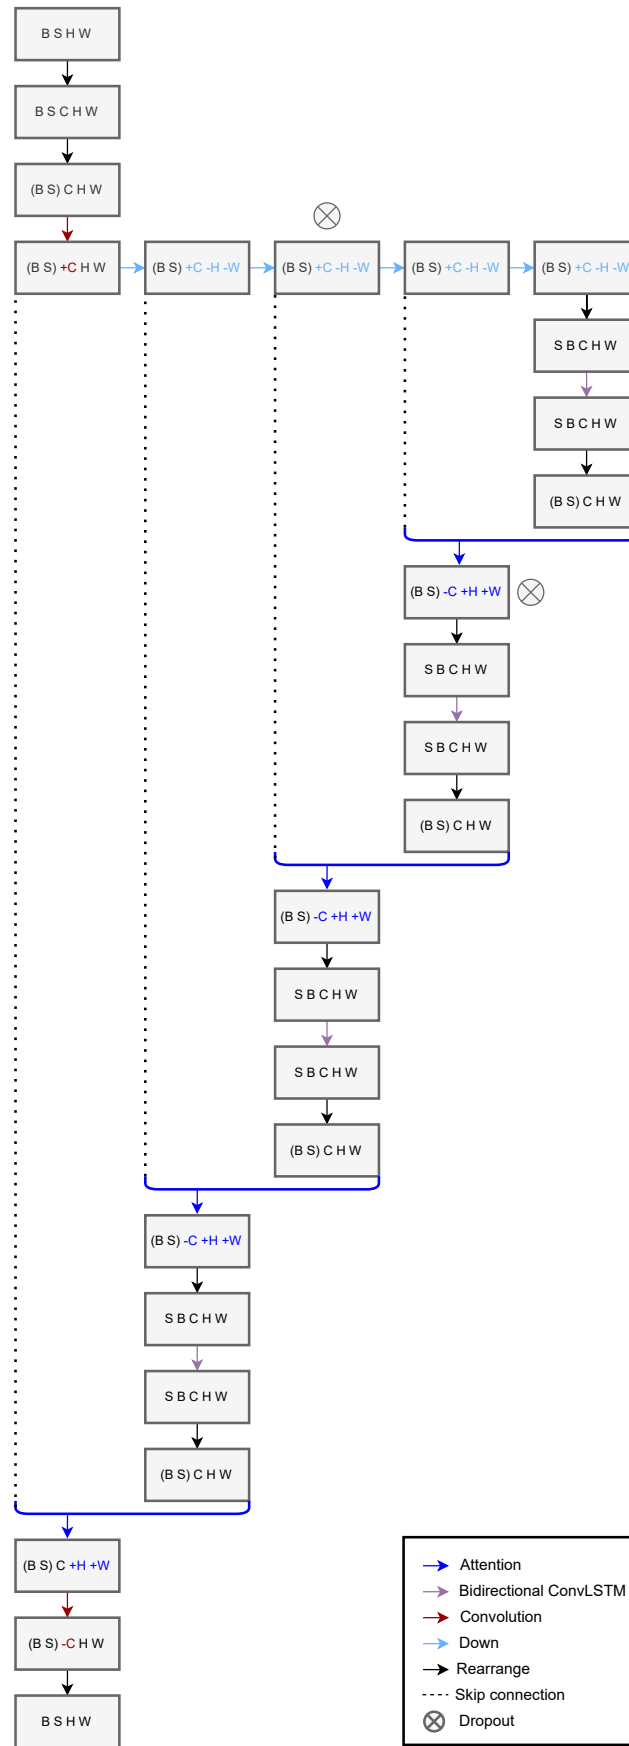 B S H W
B S C H W
(B S) C H W
(B S) +C H W
(B S) +C -H -W
(B S) +C -H -W
(B S) +C -H -W
(B S) +C -H -W
S B C H W
S B C H W
(B S) C H W
(B S) -C +H +W
S B C H W
S B C H W
(B S) C H W
(B S) -C +H +W
S B C H W
S B C H W
(B S) C H W
(B S) -C +H +W
S B C H W
S B C H W
(B S) C H W
(B S) C +H +W
(B S) -C H W
B S H W
Attention
Bidirectional ConvLSTM
Convolution
Down
Rearrange
Skip connection
Dropout